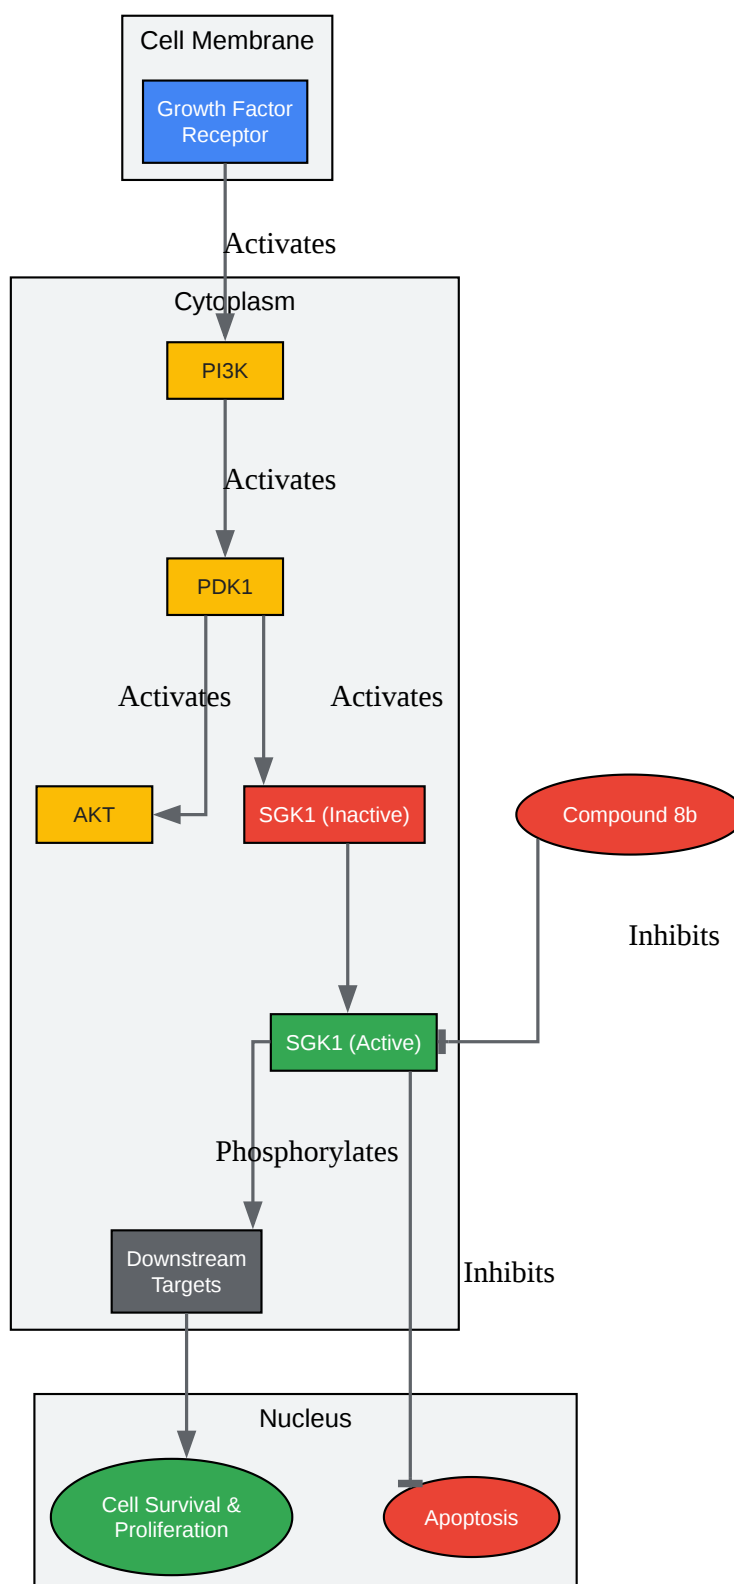 Cell Membrane
Growth Factor
Receptor
Activates
Cytoplasm
PI3K
Activates
PDK1
Activates
Activates
AKT
SGK1 (Inactive)
Compound 8b
Inhibits
SGK1 (Active)
Phosphorylates
Downstream
Targets
Inhibits
Nucleus
Cell Survival &
Proliferation
Apoptosis